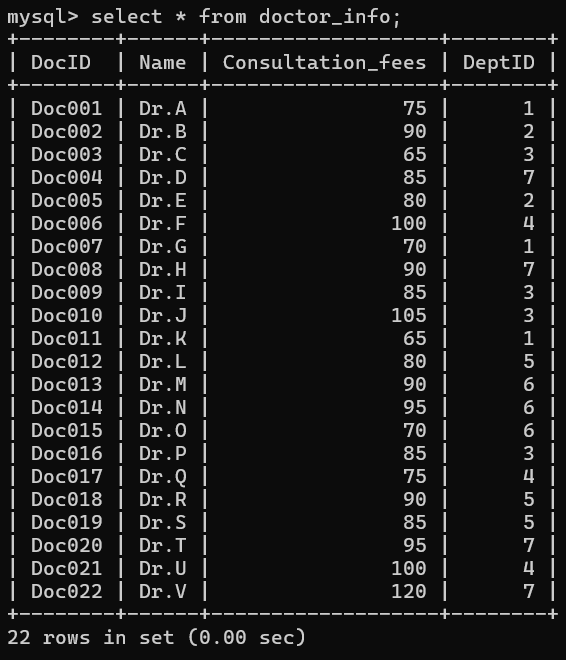 mysql> select * from doctor_info;
+--------+------+-------------------+--------+
| DocID  | Name | Consultation_fees | DeptID |
+--------+------+-------------------+--------+
| Doc001 | Dr.A |                75 |      1 |
| Doc002 | Dr.B |                90 |      2 |
| Doc003 | Dr.C |                65 |      3 |
| Doc004 | Dr.D |                85 |      7 |
| Doc005 | Dr.E |                80 |      2 |
| Doc006 | Dr.F |               100 |      4 |
| Doc007 | Dr.G |                70 |      1 |
| Doc008 | Dr.H |                90 |      7 |
| Doc009 | Dr.I |                85 |      3 |
| Doc010 | Dr.J |               105 |      3 |
| Doc011 | Dr.K |                65 |      1 |
| Doc012 | Dr.L |                80 |      5 |
| Doc013 | Dr.M |                90 |      6 |
| Doc014 | Dr.N |                95 |      6 |
| Doc015 | Dr.O |                70 |      6 |
| Doc016 | Dr.P |                85 |      3 |
| Doc017 | Dr.Q |                75 |      4 |
| Doc018 | Dr.R |                90 |      5 |
| Doc019 | Dr.S |                85 |      5 |
| Doc020 | Dr.T |                95 |      7 |
| Doc021 | Dr.U |               100 |      4 |
| Doc022 | Dr.V |               120 |      7 |
+--------+------+-------------------+--------+
22 rows in set (0.00 sec)